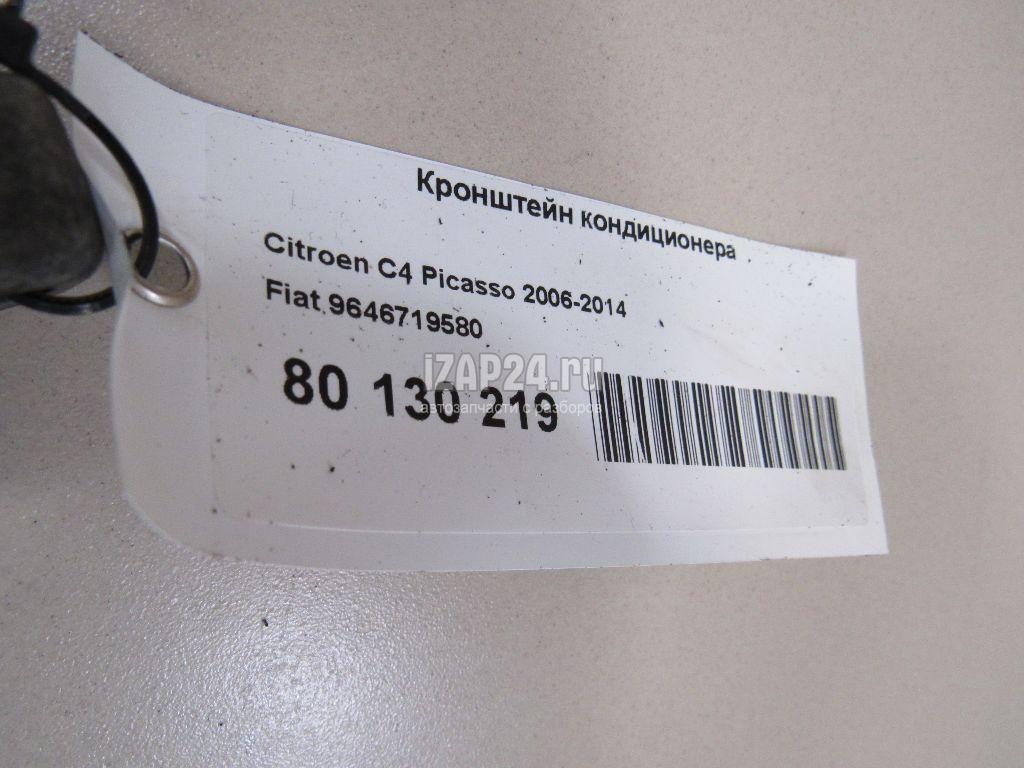 Кронштейн кондиционера
Citroen C4 Picasso 2006-2014
Fiat 9646719580
80 130 219
iZAP24.ru
автозапчасти с разборов